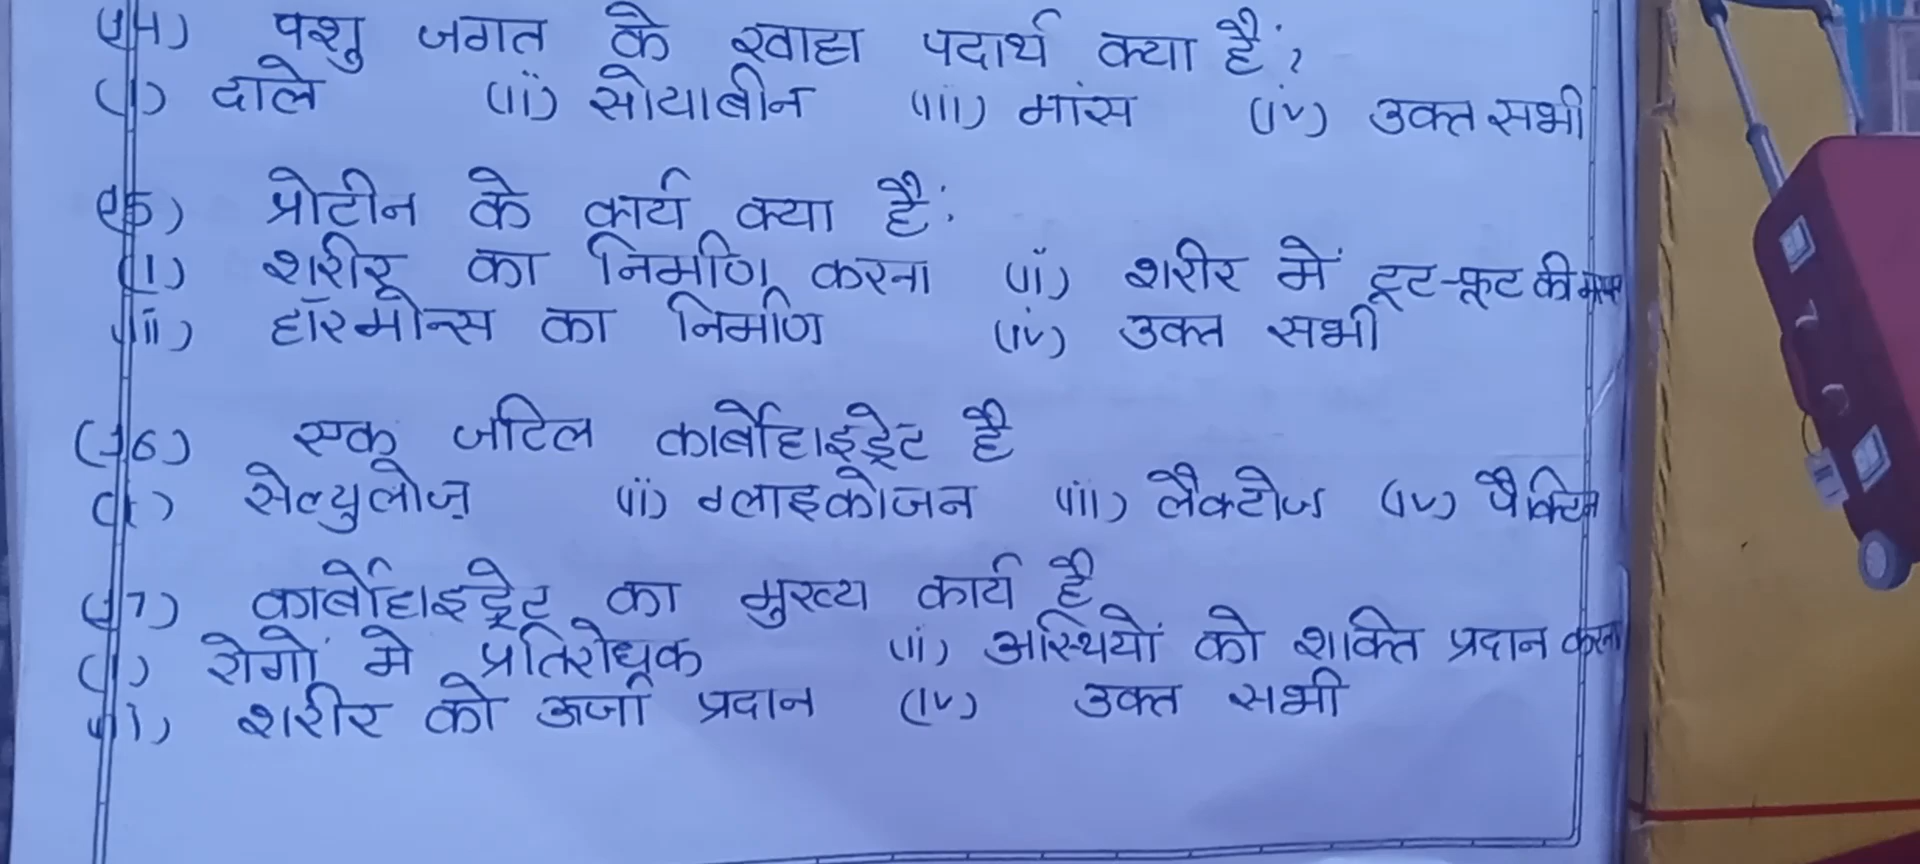 (14) पशु जगत के खाद्य पदार्थ क्या हैं?
(i) दाले (ii) सोयाबीन (iii) मांस (iv) उक्त सभी
(15) प्रोटीन के कार्य क्या हैं:
(i) शरीर का निर्माण करना (ii) शरीर में टूट-फूट की
(iii) हॉरमोन्स का निर्माण (iv) उक्त सभी
(16) एक जटिल कार्बोहाइड्रेट है
(i) सेल्युलोज़ (ii) ग्लाइकोजन (iii) लैक्टोज (iv) पैक्टिन
(17) कार्बोहाइड्रेट का मुख्य कार्य है
(i) रोगों मे प्रतिरोधक (ii) अस्थियों को शक्ति प्रदान करना
(iii) शरीर को ऊर्जा प्रदान (iv) उक्त सभी